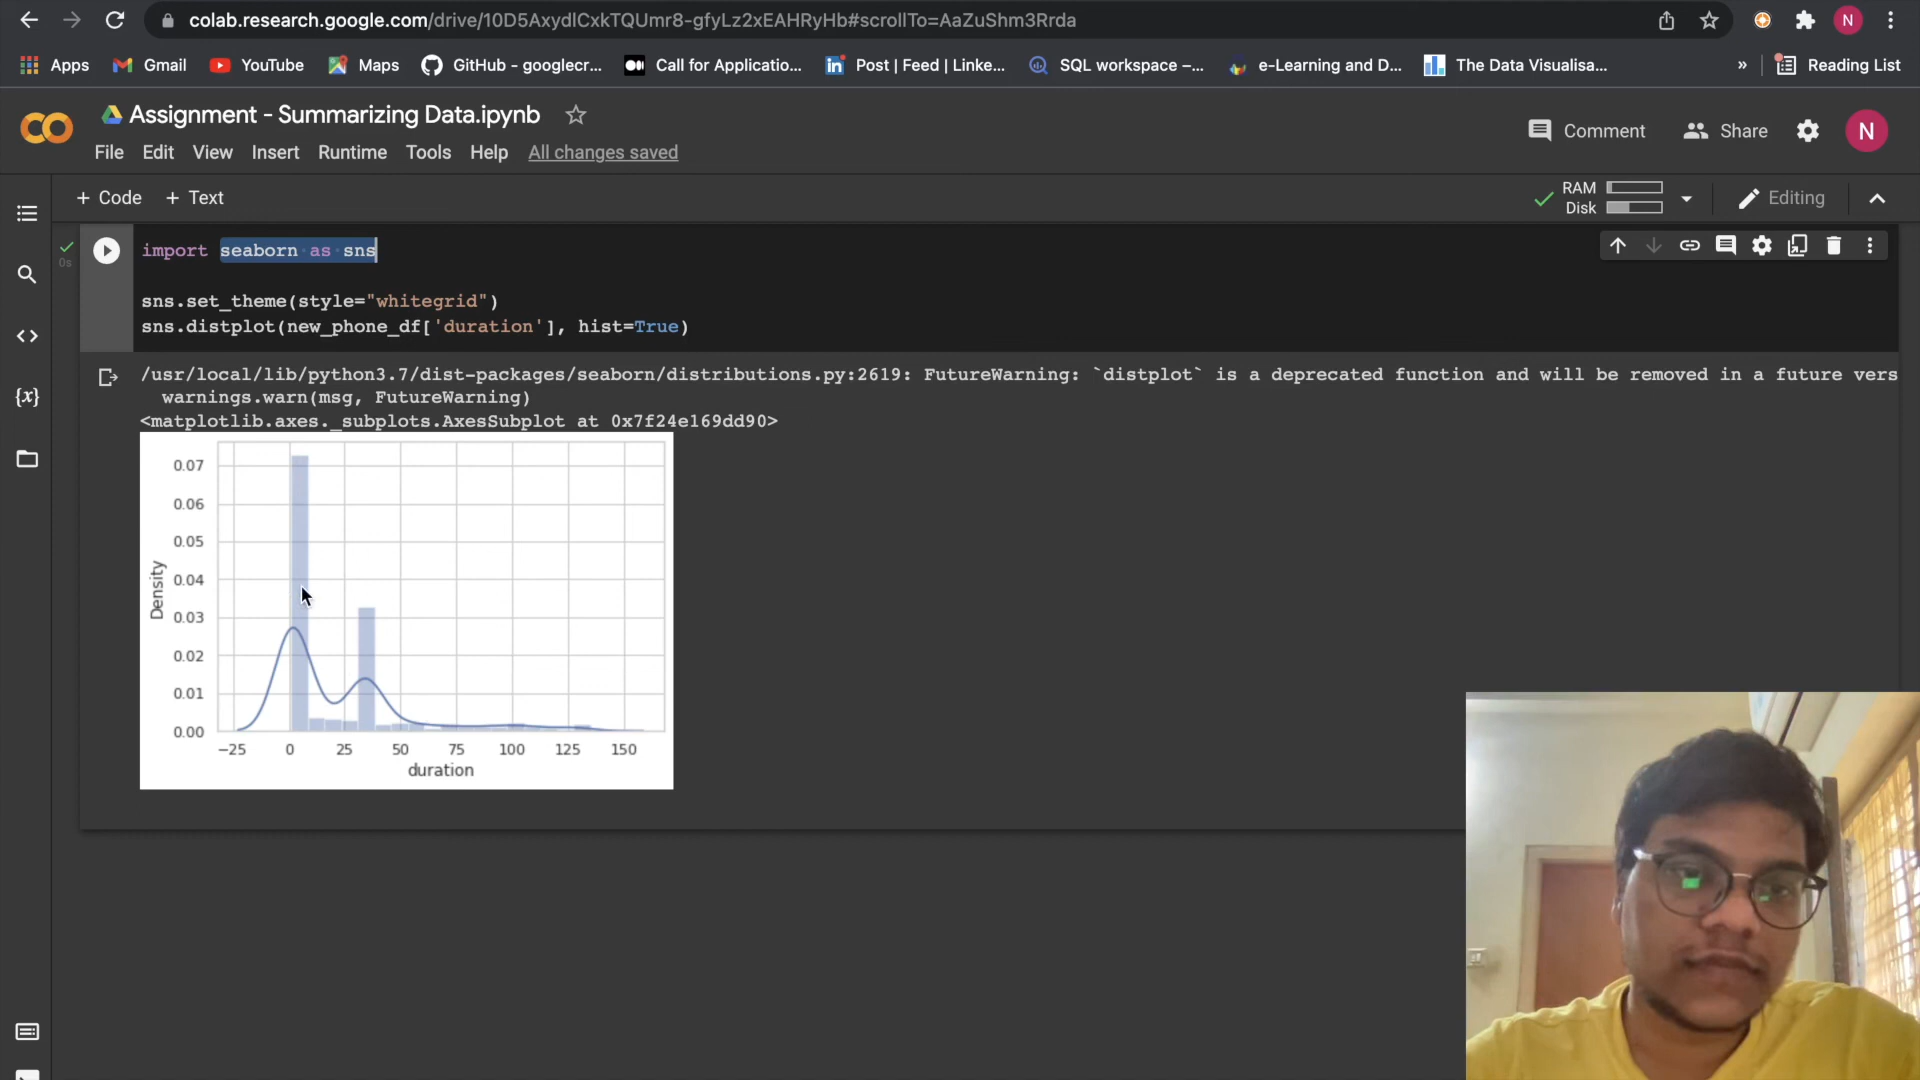 colab.research.google.com/drive/10D5AxydlCxkTQUmr8-gfyLz2xEAHRyHb#scrollTo=AaZuShm3Rrda
N
Apps Gmail YouTube Maps GitHub - googlecr... Call for Applicatio... Post | Feed | Linke... SQL workspace –... e-Learning and D... The Data Visualisa... » Reading List
Assignment - Summarizing Data.ipynb
Comment Share N
File Edit View Insert Runtime Tools Help All changes saved
+ Code + Text
RAM
Disk
Editing
import seaborn as sns
0s
sns.set_theme(style="whitegrid")
sns.distplot(new_phone_df['duration'], hist=True)
{x}
/usr/local/lib/python3.7/dist-packages/seaborn/distributions.py:2619: FutureWarning: `distplot` is a deprecated function and will be removed in a future vers
warnings.warn(msg, FutureWarning)
<matplotlib.axes._subplots.AxesSubplot at 0x7f24e169dd90>
0.07
0.06
0.05
0.04
0.03
0.02
0.01
0.00
Density
−25 0 25 50 75 100 125 150
duration